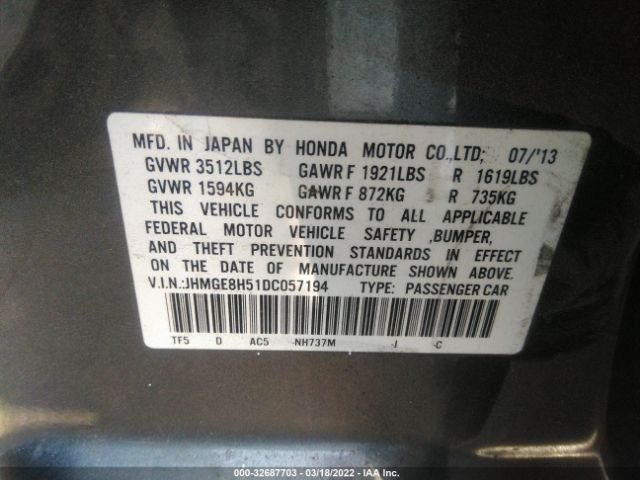 MFD. IN JAPAN BY HONDA MOTOR CO.,LTD; 07/'13
GVWR 3512LBS GAWR F 1921LBS R 1619LBS
GVWR 1594KG GAWR F 872KG R 735KG
THIS VEHICLE CONFORMS TO ALL APPLICABLE
FEDERAL MOTOR VEHICLE SAFETY ,BUMPER,
AND THEFT PREVENTION STANDARDS IN EFFECT
ON THE DATE OF MANUFACTURE SHOWN ABOVE.
V.I.N.:JHMGE8H51DC057194 TYPE: PASSENGER CAR
TF5 D AC5 NH737M -I -C
000-32687703 - 03/18/2022 - IAA Inc.